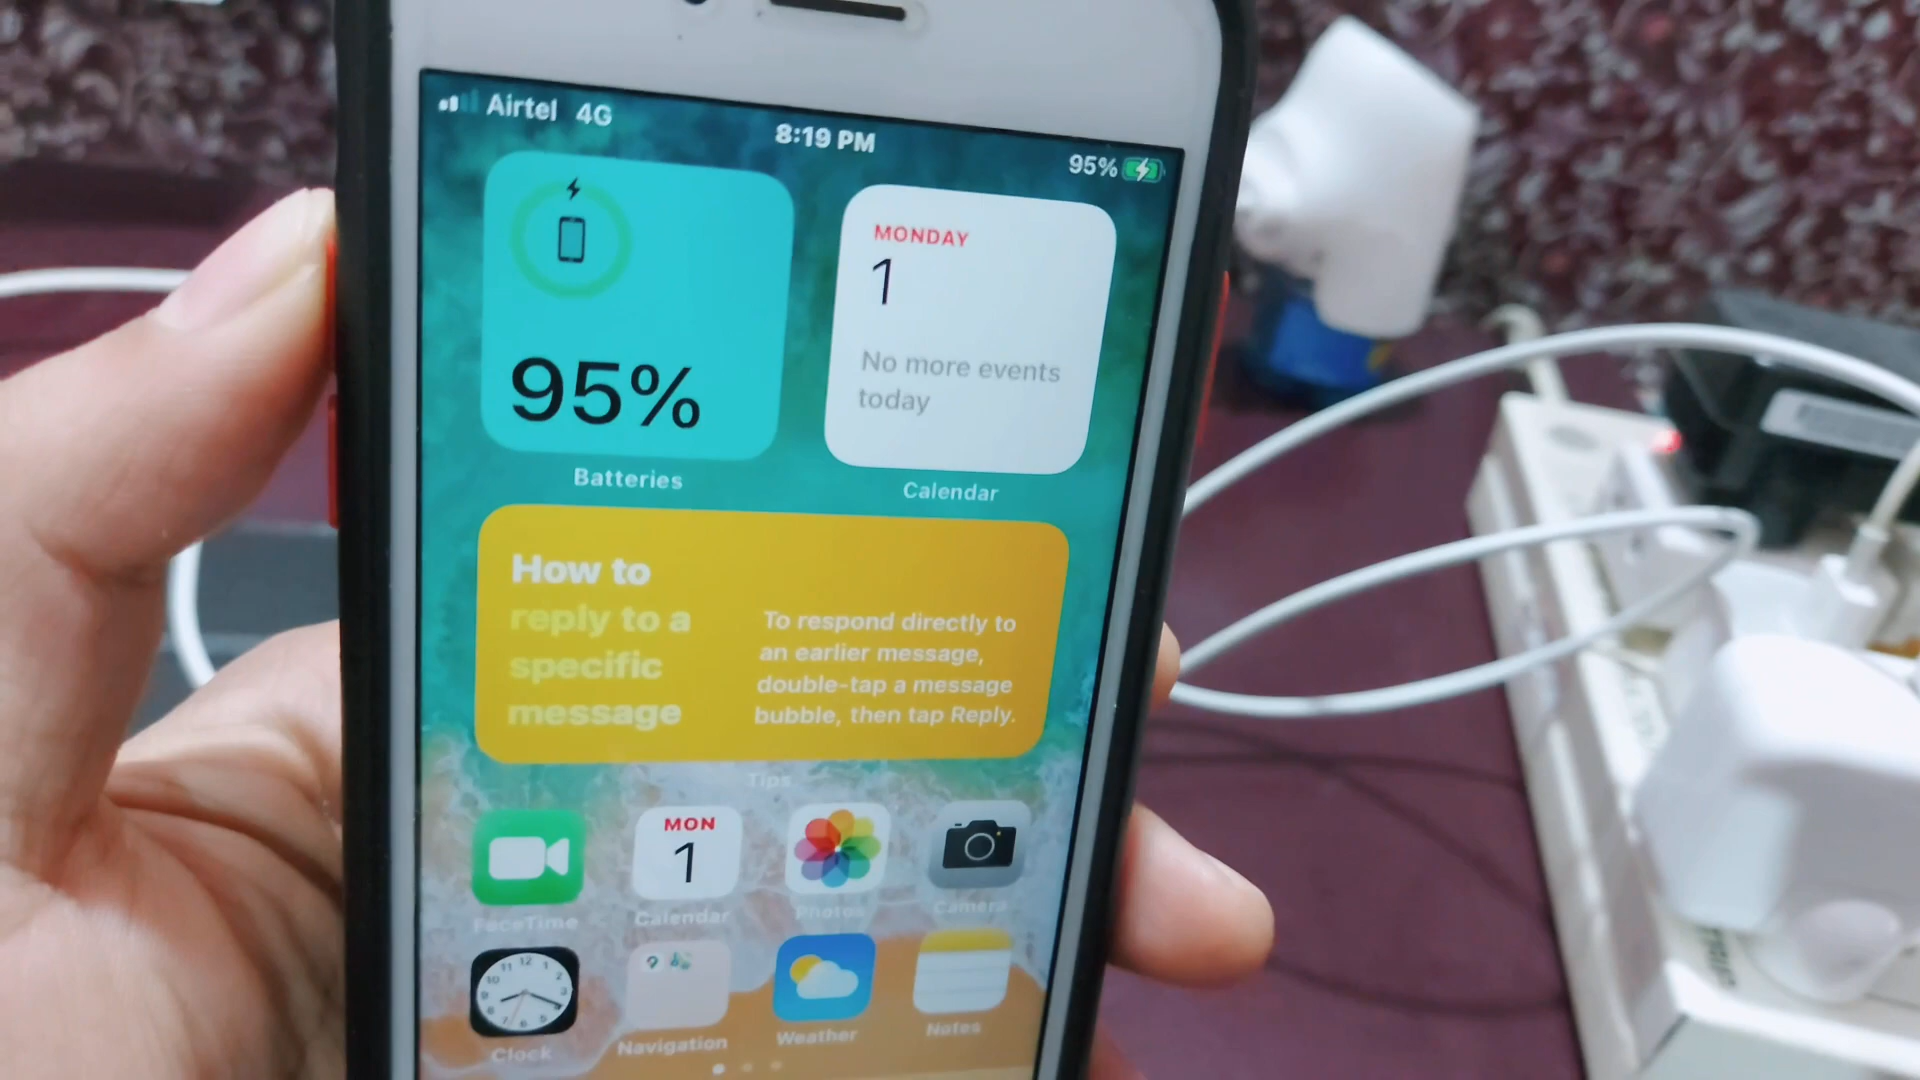 Airtel 4G
8:19 PM
95%
95%
Batteries
MONDAY
1
No more events
today
Calendar
How to
reply to a
specific
message
To respond directly to
an earlier message,
double-tap a message
bubble, then tap Reply.
Tips
FaceTime
MON
1
Calendar
Photos
Camera
Clock
Navigation
Weather
Notes